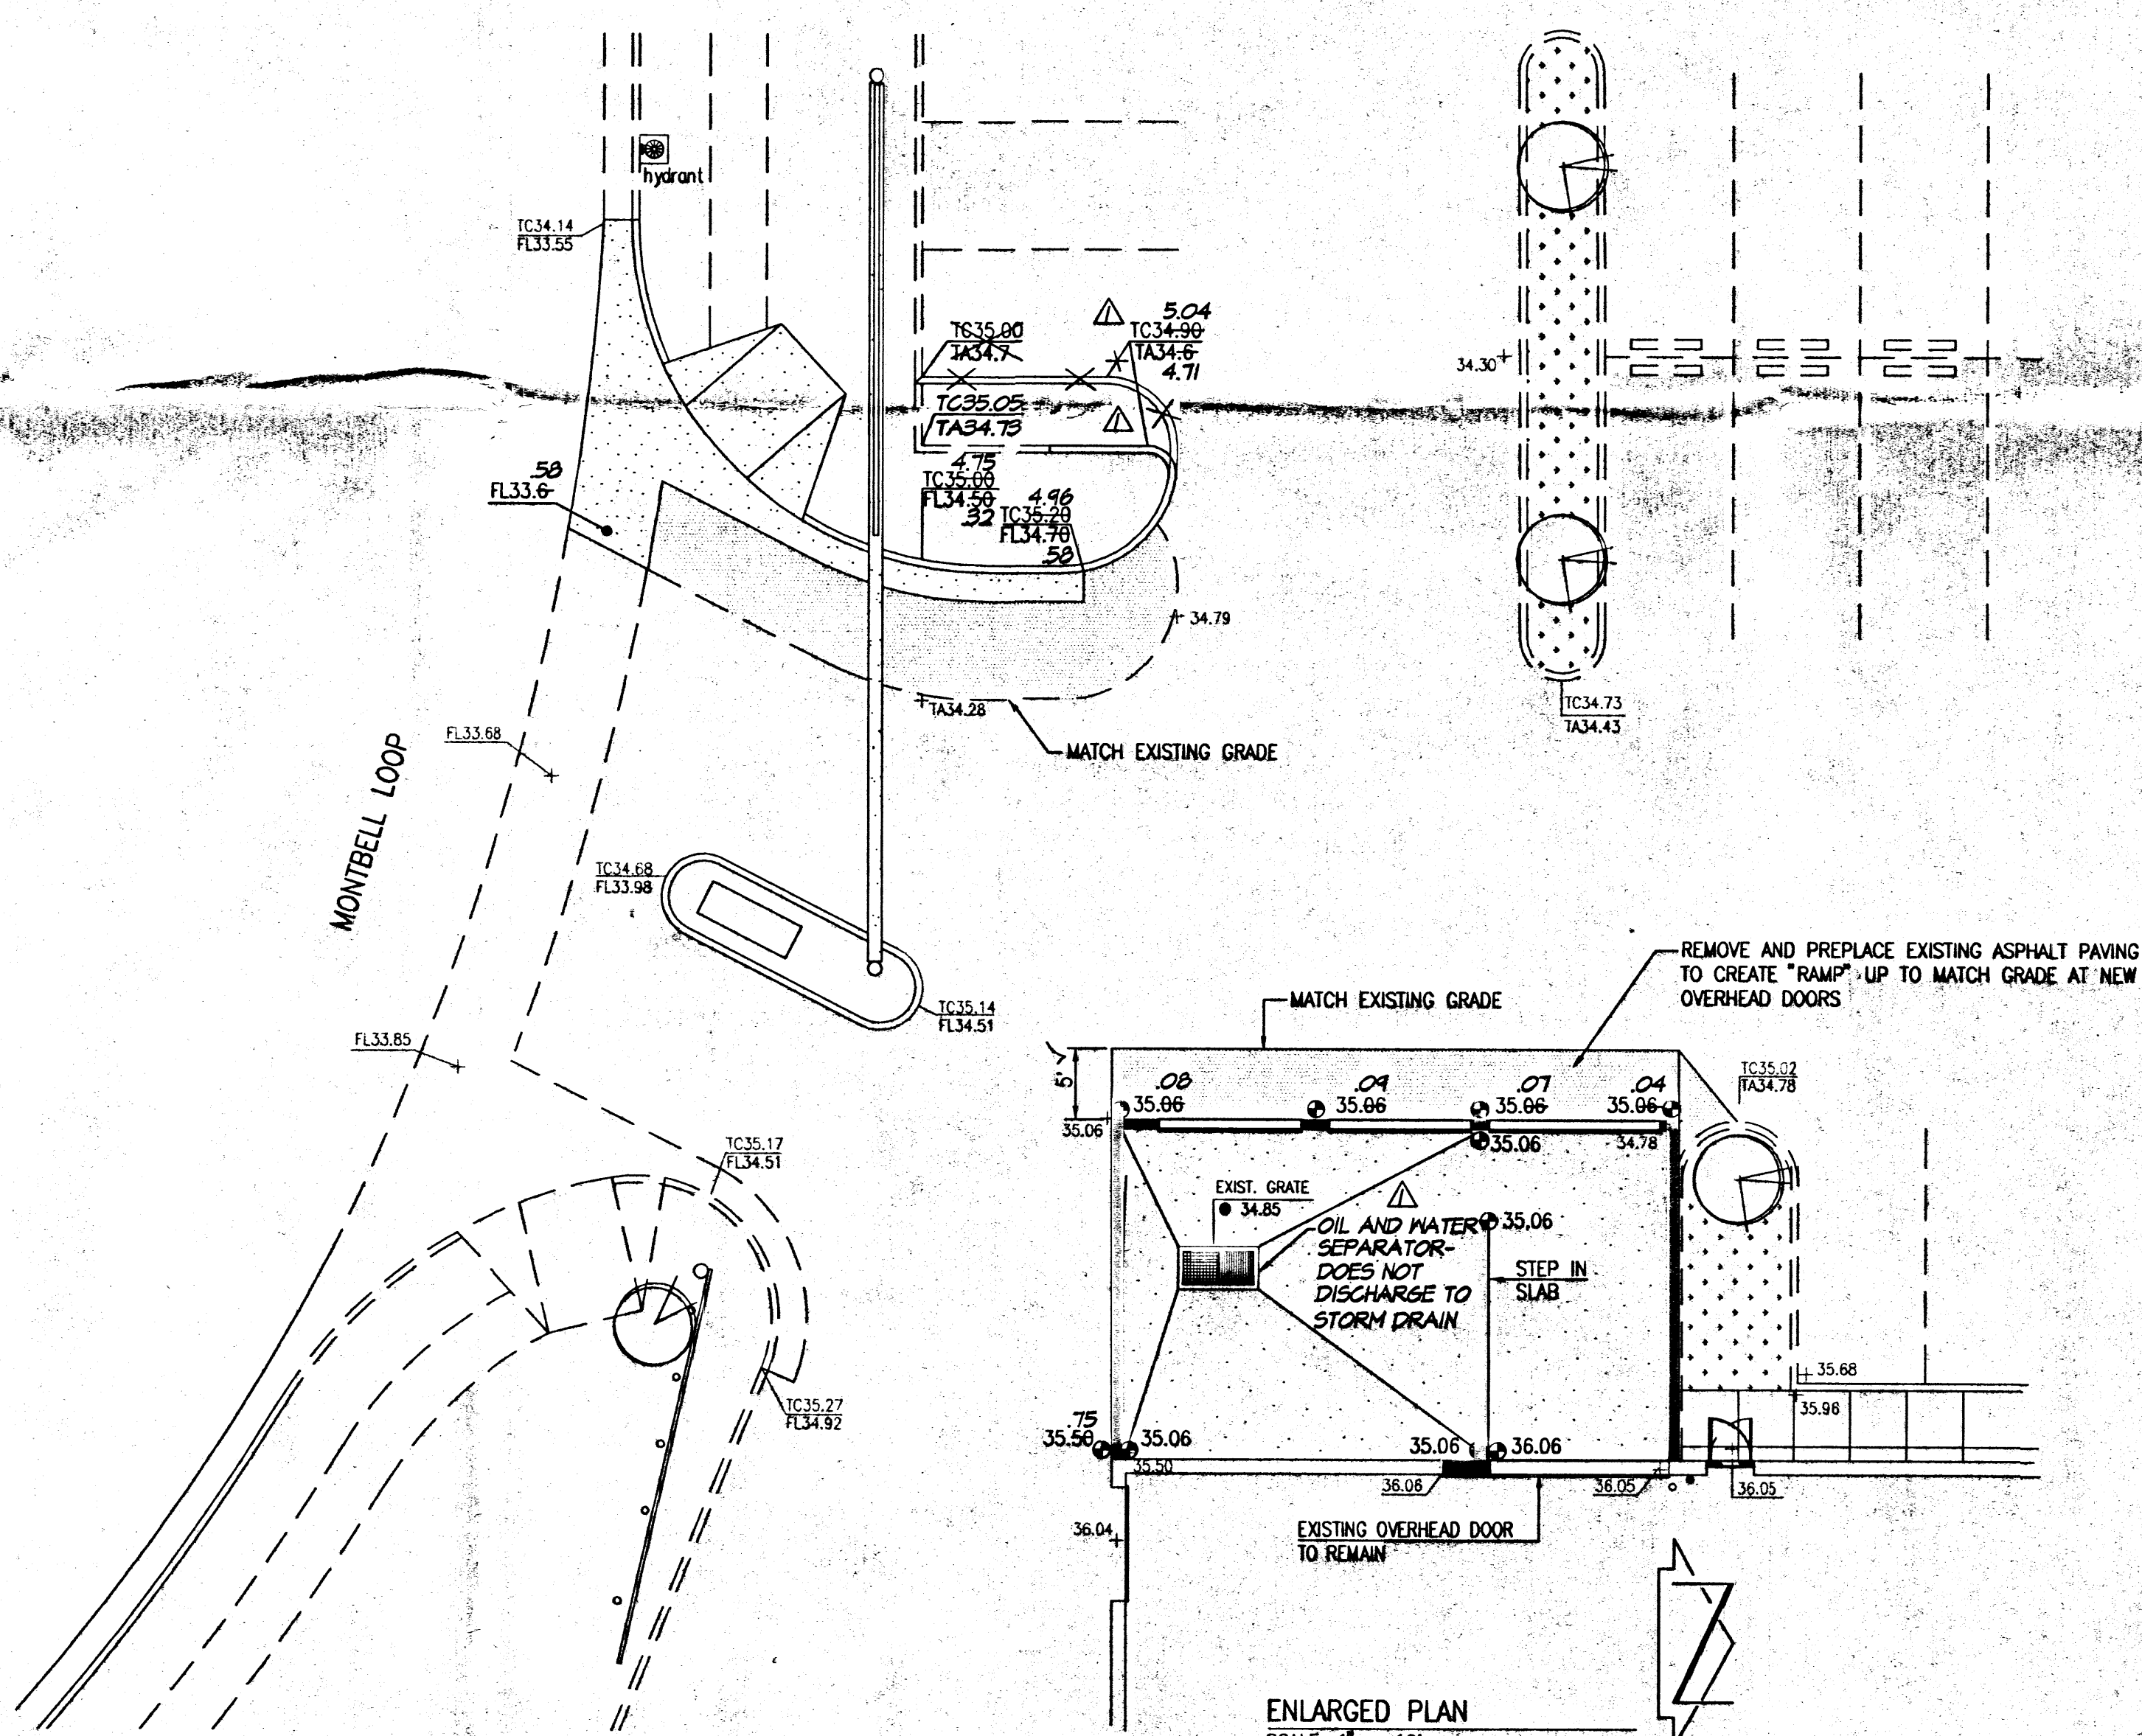 hydrant
TC34.14
FL33.55
TC35.00
TA34.7
5.04
TC34.90
TA34.6
4.71
34.30
TC35.05
TA34.73
.58
FL33.6
4.75
TC35.00
FL34.50
.32
4.96
TC35.20
FL34.70
.58
34.79
TA34.28
MATCH EXISTING GRADE
TC34.73
TA34.43
FL33.68
MONTBELL LOOP
TC34.68
FL33.98
TC35.14
FL34.51
FL33.85
REMOVE AND PREPLACE EXISTING ASPHALT PAVING
TO CREATE "RAMP" UP TO MATCH GRADE AT NEW
OVERHEAD DOORS
MATCH EXISTING GRADE
5'
.08
35.06
.09
35.06
.07
35.06
.04
35.06
TC35.02
TA34.78
35.06
35.06
34.78
TC35.17
FL34.51
EXIST. GRATE
34.85
OIL AND WATER
SEPARATOR-
DOES NOT
DISCHARGE TO
STORM DRAIN
35.06
STEP IN
SLAB
35.68
35.96
TC35.27
FL34.92
.75
35.50
35.06
35.50
35.06
36.06
36.06
36.05
36.05
36.04
EXISTING OVERHEAD DOOR
TO REMAIN
ENLARGED PLAN